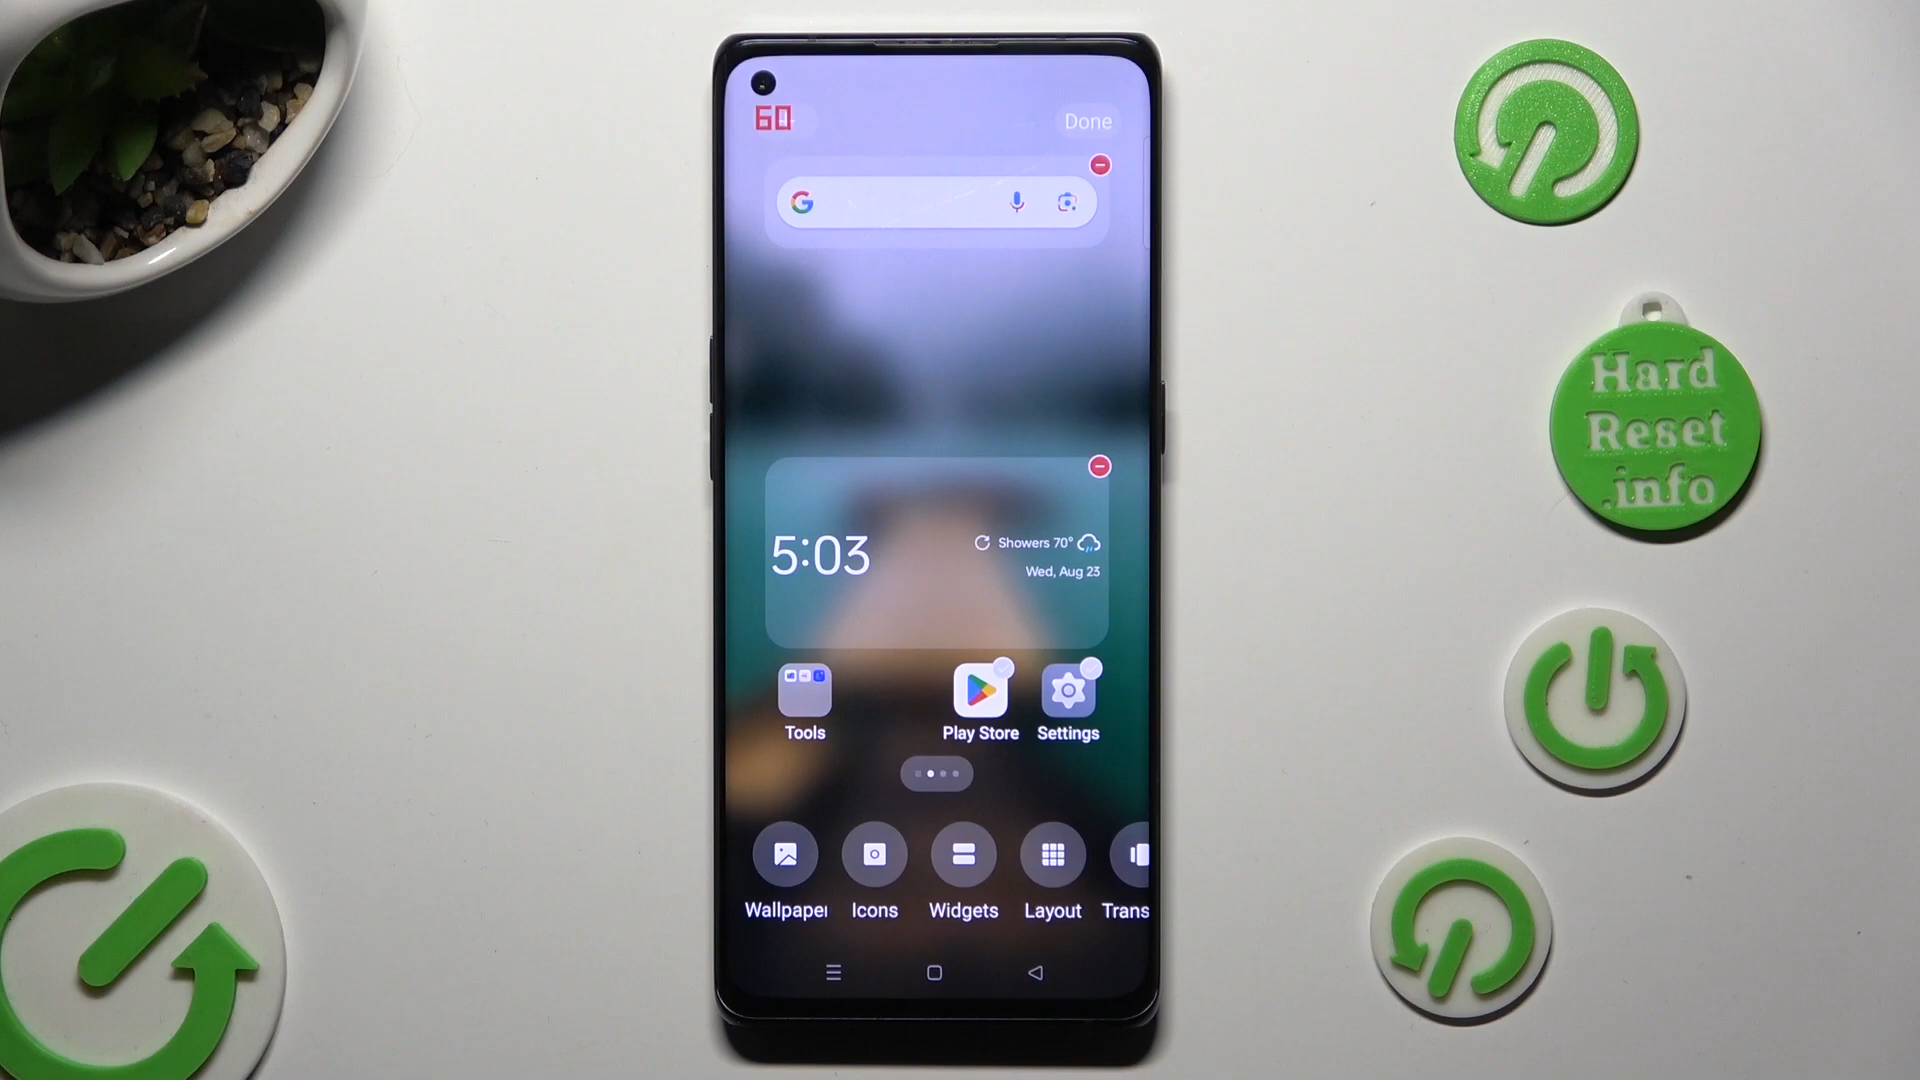 60
Done
5:03
Showers 70°
Wed, Aug 23
Tools
Play Store
Settings
Wallpaper
Icons
Widgets
Layout
Trans
Hard
Reset
.info